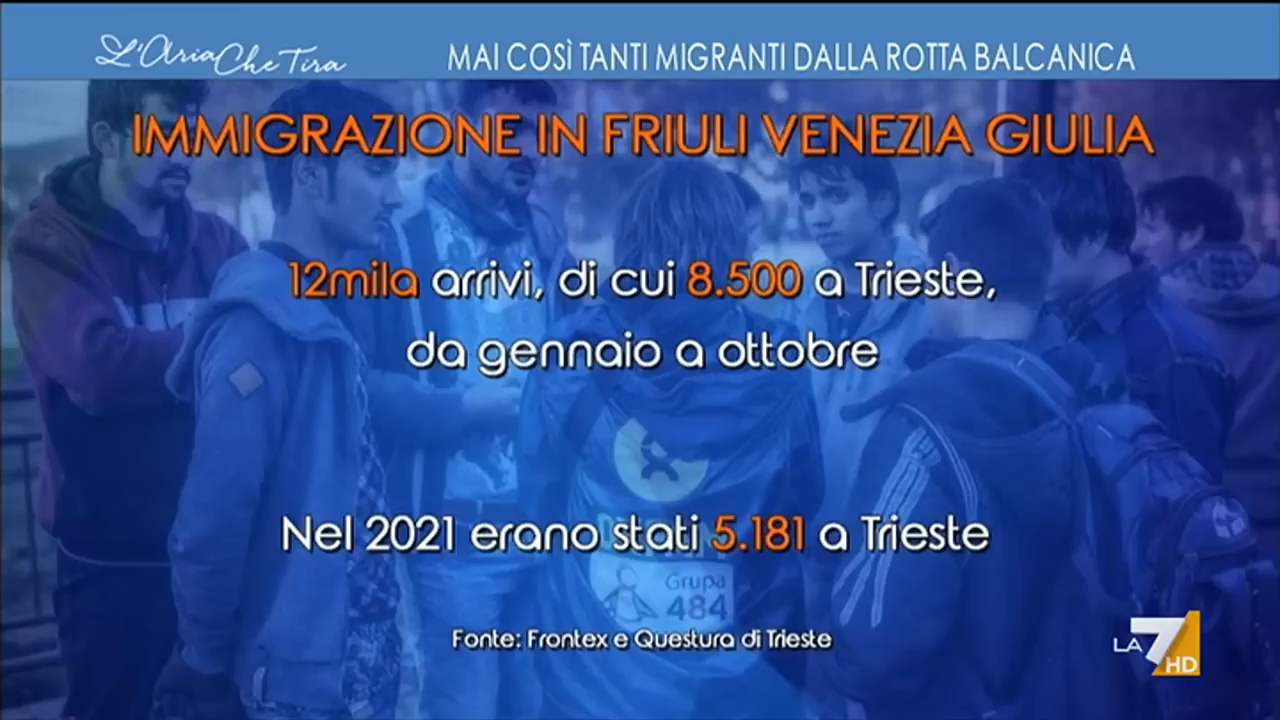 L'Aria Che Tira
MAI COSÌ TANTI MIGRANTI DALLA ROTTA BALCANICA
IMMIGRAZIONE IN FRIULI VENEZIA GIULIA
12mila arrivi, di cui 8.500 a Trieste,
da gennaio a ottobre
Nel 2021 erano stati 5.181 a Trieste
Grupa
484
Fonte: Frontex e Questura di Trieste
LA 7 HD